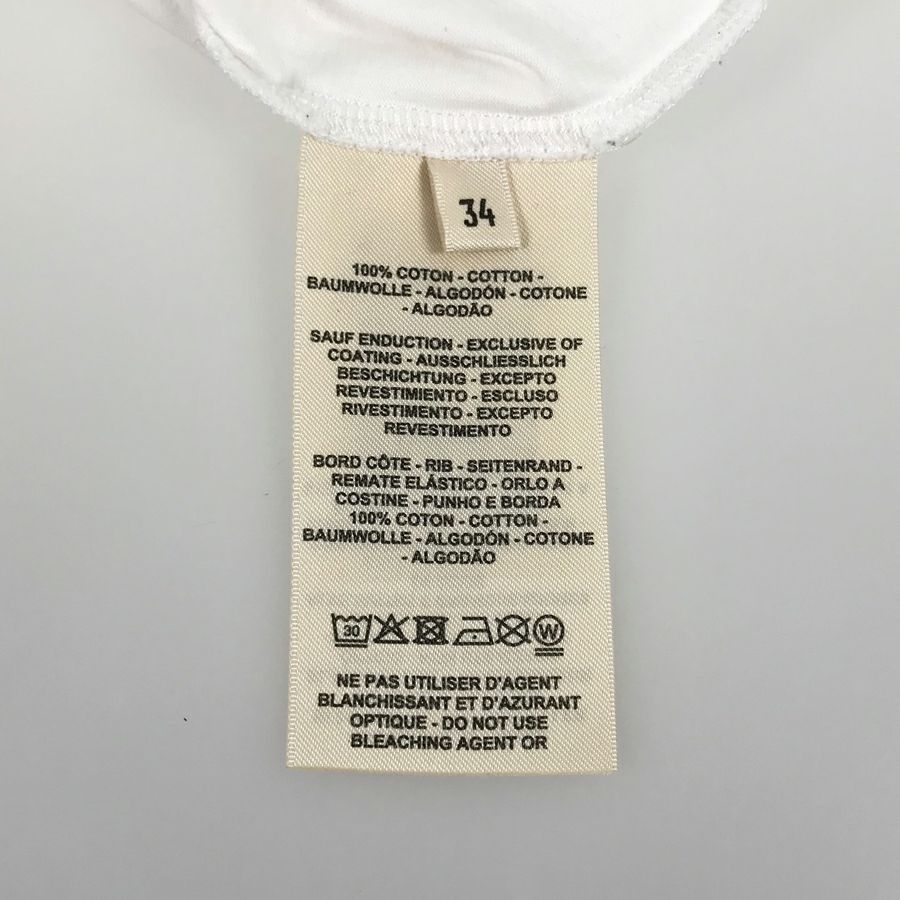 34
100% COTON - COTTON -
BAUMWOLLE - ALGODÓN - COTONE
- ALGODÃO
SAUF ENDUCTION - EXCLUSIVE OF
COATING - AUSSCHLIESSLICH
BESCHICHTUNG - EXCEPTO
REVESTIMIENTO - ESCLUSO
RIVESTIMENTO - EXCEPTO
REVESTIMENTO
BORD CÔTE - RIB - SEITENRAND -
REMATE ELÁSTICO - ORLO A
COSTINE - PUNHO E BORDA
100% COTON - COTTON -
BAUMWOLLE - ALGODÓN - COTONE
- ALGODÃO
30 W
NE PAS UTILISER D'AGENT
BLANCHISSANT ET D'AZURANT
OPTIQUE - DO NOT USE
BLEACHING AGENT OR